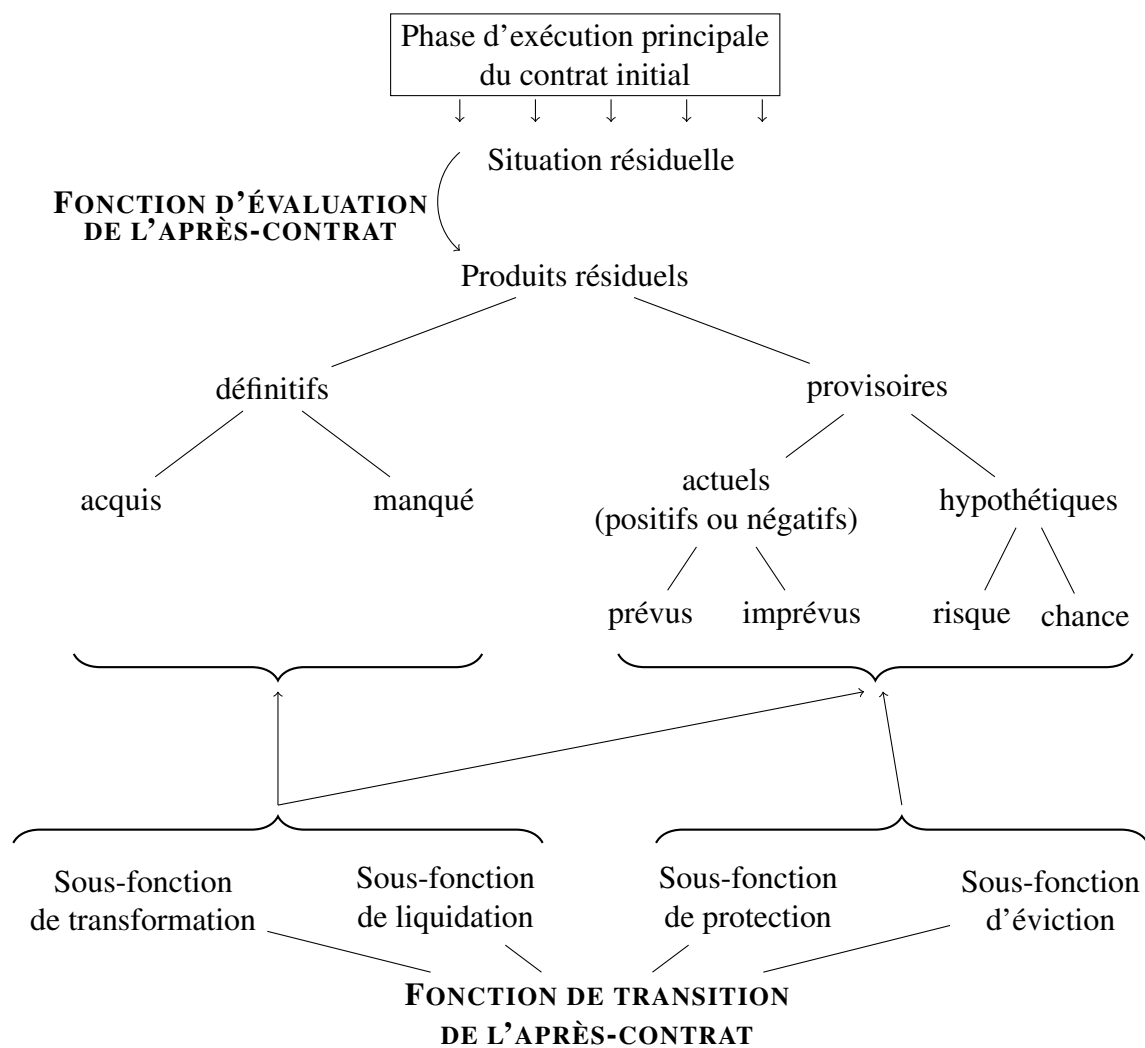 Phase d'exécution principale
du contrat initial
Situation résiduelle
FONCTION D'ÉVALUATION
DE L'APRÈS-CONTRAT
Produits résiduels
définitifs
provisoires
acquis
manqué
actuels
(positifs ou négatifs)
hypothétiques
prévus
imprévus
risque
chance
Sous-fonction
de transformation
Sous-fonction
de liquidation
Sous-fonction
de protection
Sous-fonction
d'éviction
FONCTION DE TRANSITION
DE L'APRÈS-CONTRAT